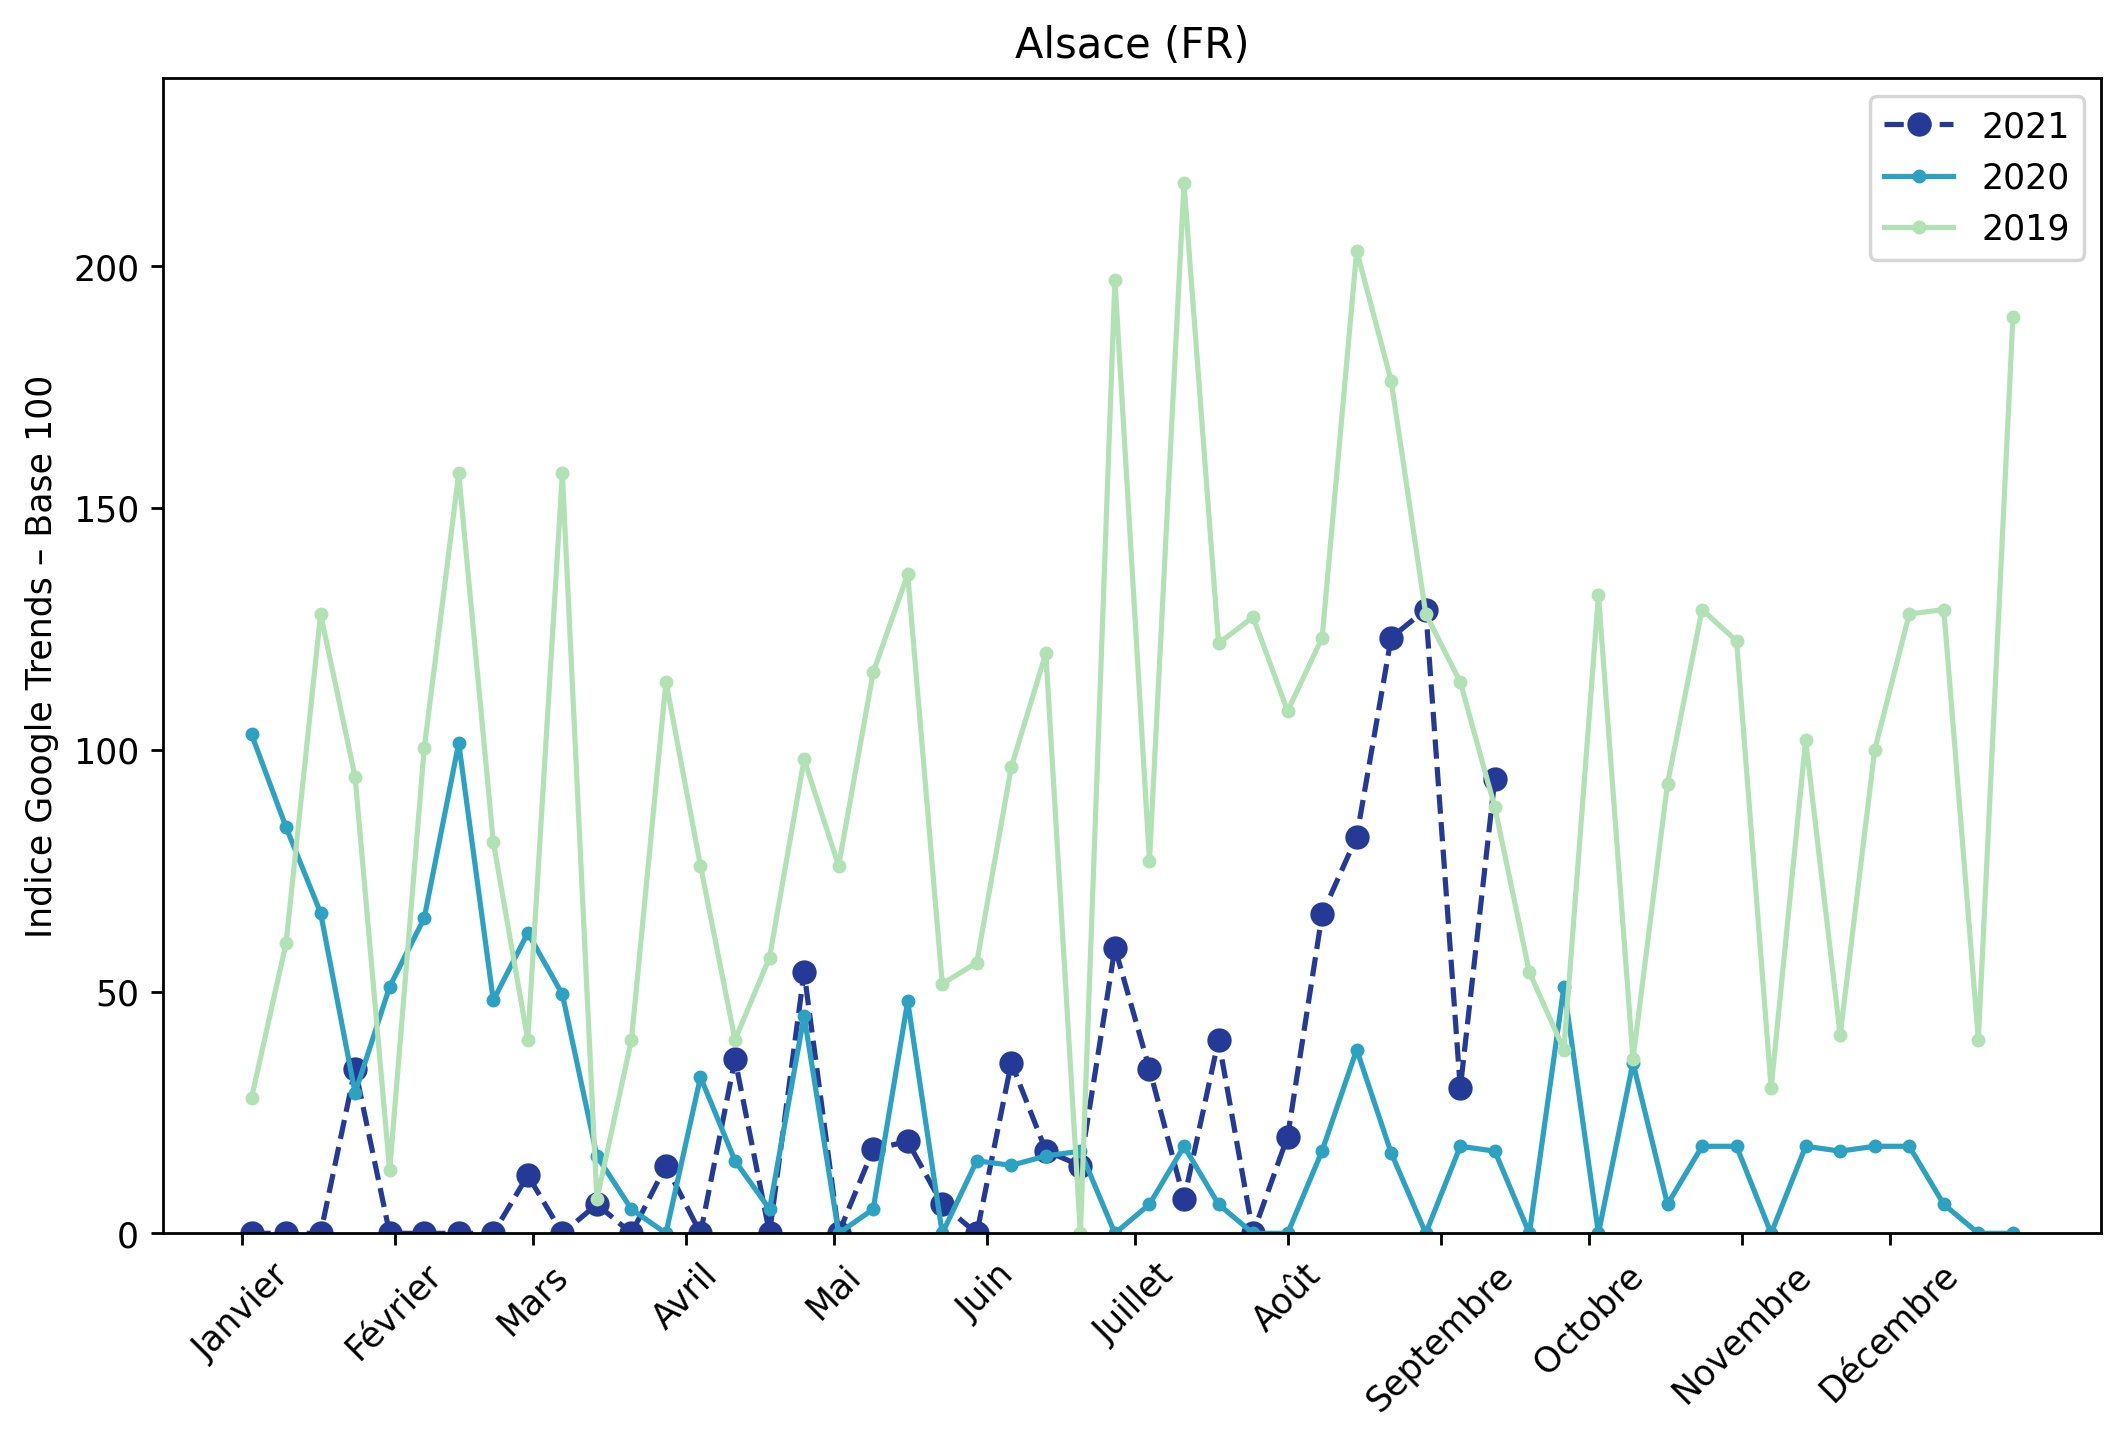 Alsace (FR)
2021
2020
2019
Indice Google Trends – Base 100
200
150
100
50
0
Janvier
Février
Mars
Avril
Mai
Juin
Juillet
Août
Septembre
Octobre
Novembre
Décembre